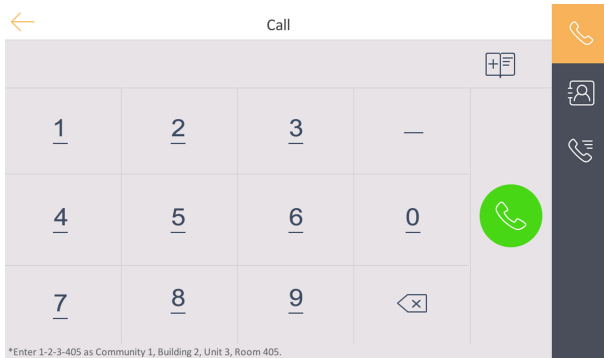 Call
1 2 3 —
4 5 6 0
7 8 9
*Enter 1-2-3-405 as Community 1, Building 2, Unit 3, Room 405.